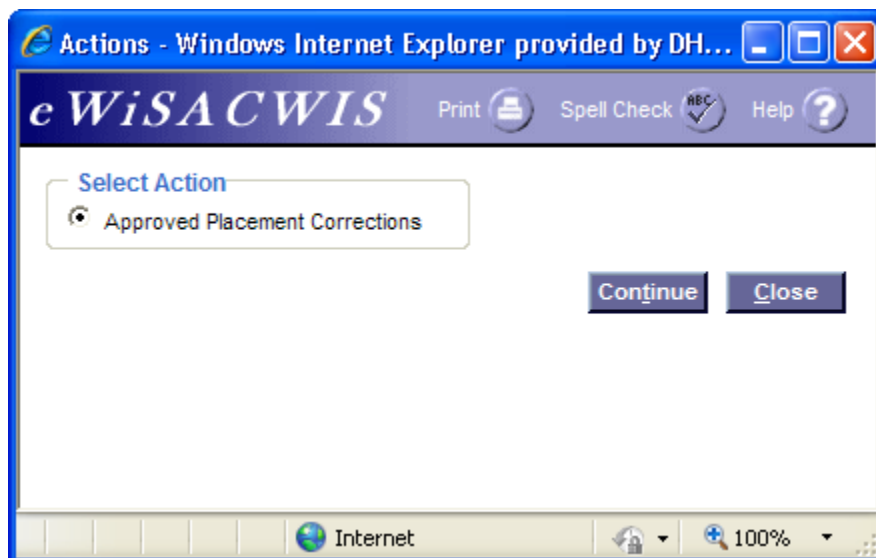 Actions - Windows Internet Explorer provided by DH...
eWiSACWIS Print Spell Check ABC Help ?
Select Action
Approved Placement Corrections
Continue Close
Internet 100%